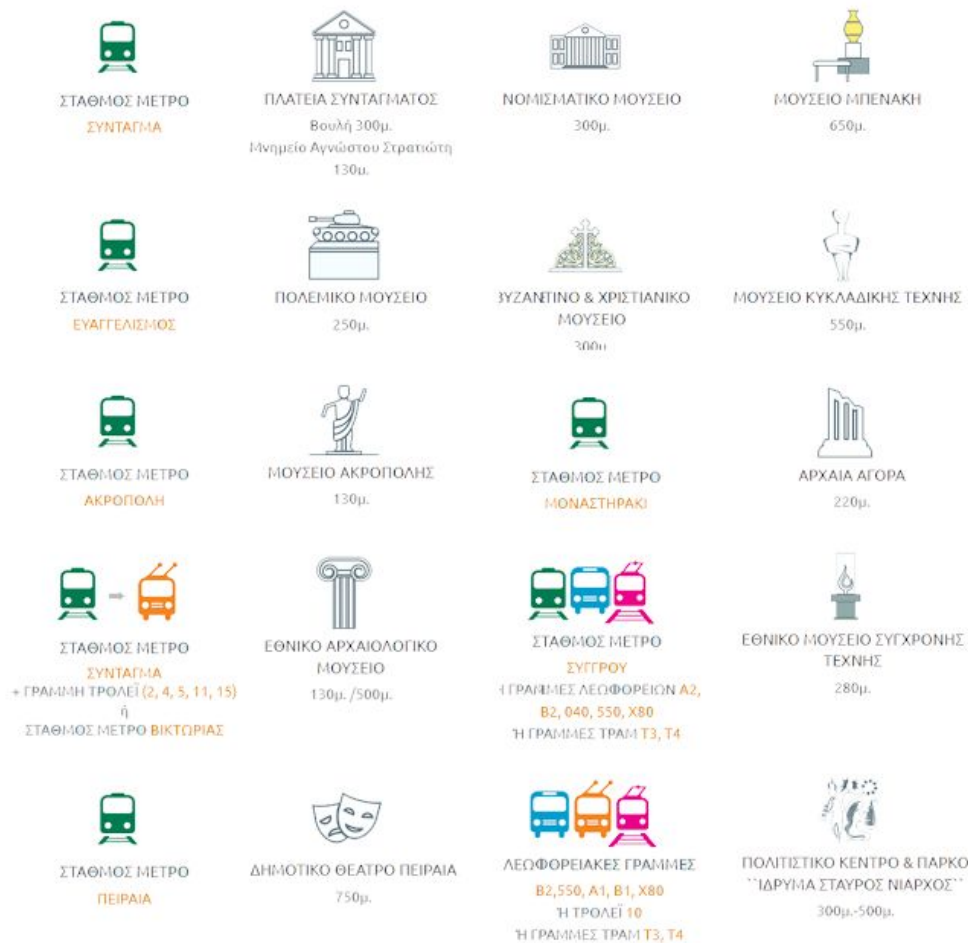 ΣΤΑΘΜΟΣ ΜΕΤΡΟ
ΣΥΝΤΑΓΜΑ
ΠΛΑΤΕΙΑ ΣΥΝΤΑΓΜΑΤΟΣ
Βουλή 300μ.
Μνημείο Αγνώστου Στρατιώτη
130μ.
ΝΟΜΙΣΜΑΤΙΚΟ ΜΟΥΣΕΙΟ
300μ.
ΜΟΥΣΕΙΟ ΜΠΕΝΑΚΗ
650μ.
ΣΤΑΘΜΟΣ ΜΕΤΡΟ
ΕΥΑΓΓΕΛΙΣΜΟΣ
ΠΟΛΕΜΙΚΟ ΜΟΥΣΕΙΟ
250μ.
ΒΥΖΑΝΤΙΝΟ & ΧΡΙΣΤΙΑΝΙΚΟ
ΜΟΥΣΕΙΟ
300μ
ΜΟΥΣΕΙΟ ΚΥΚΛΑΔΙΚΗΣ ΤΕΧΝΗΣ
550μ.
ΣΤΑΘΜΟΣ ΜΕΤΡΟ
ΑΚΡΟΠΟΛΗ
ΜΟΥΣΕΙΟ ΑΚΡΟΠΟΛΗΣ
130μ.
ΣΤΑΘΜΟΣ ΜΕΤΡΟ
ΜΟΝΑΣΤΗΡΑΚΙ
ΑΡΧΑΙΑ ΑΓΟΡΑ
220μ.
ΣΤΑΘΜΟΣ ΜΕΤΡΟ
ΣΥΝΤΑΓΜΑ
+ ΓΡΑΜΜΗ ΤΡΟΛΕΪ (2, 4, 5, 11, 15)
ή
ΣΤΑΘΜΟΣ ΜΕΤΡΟ ΒΙΚΤΩΡΙΑΣ
ΕΘΝΙΚΟ ΑΡΧΑΙΟΛΟΓΙΚΟ
ΜΟΥΣΕΙΟ
130μ. /500μ.
ΣΤΑΘΜΟΣ ΜΕΤΡΟ
ΣΥΓΓΡΟΥ
Ή ΓΡΑΜΜΕΣ ΛΕΩΦΟΡΕΙΩΝ Α2,
Β2, 040, 550, Χ80
Ή ΓΡΑΜΜΕΣ ΤΡΑΜ Τ3, Τ4
ΕΘΝΙΚΟ ΜΟΥΣΕΙΟ ΣΥΓΧΡΟΝΗΣ
ΤΕΧΝΗΣ
280μ.
ΣΤΑΘΜΟΣ ΜΕΤΡΟ
ΠΕΙΡΑΙΑ
ΔΗΜΟΤΙΚΟ ΘΕΑΤΡΟ ΠΕΙΡΑΙΑ
750μ.
ΛΕΩΦΟΡΕΙΑΚΕΣ ΓΡΑΜΜΕΣ
Β2,550, Α1, Β1, Χ80
Ή ΤΡΟΛΕΪ 10
Ή ΓΡΑΜΜΕΣ ΤΡΑΜ Τ3, Τ4
ΠΟΛΙΤΙΣΤΙΚΟ ΚΕΝΤΡΟ & ΠΑΡΚΟ
``ΙΔΡΥΜΑ ΣΤΑΥΡΟΣ ΝΙΑΡΧΟΣ``
300μ.-500μ.